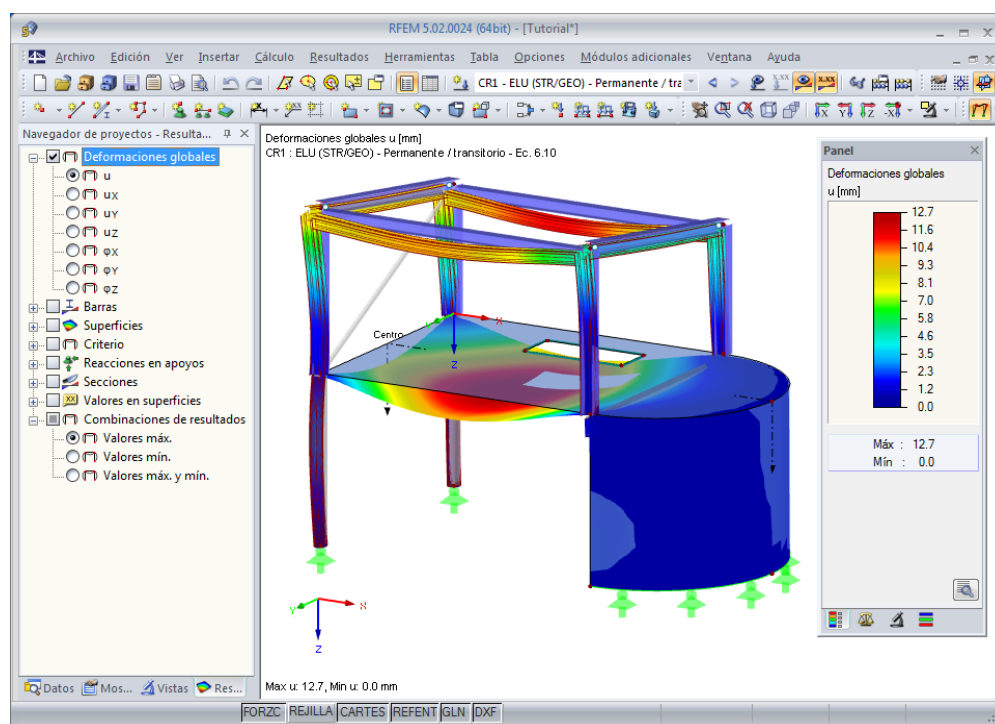 RFEM 5.02.0024 (64bit) - [Tutorial*]
Archivo Edición Ver Insertar Cálculo Resultados Herramientas Tabla Opciones Módulos adicionales Ventana Ayuda
CR1 - ELU (STR/GEO) - Permanente / tra
Navegador de proyectos - Resulta...
Deformaciones globales
u
uX
uY
uZ
φX
φY
φZ
Barras
Superficies
Criterio
Reacciones en apoyos
Secciones
Valores en superficies
Combinaciones de resultados
Valores máx.
Valores mín.
Valores máx. y mín.
Datos Mos... Vistas Res...
Deformaciones globales u [mm]
CR1 : ELU (STR/GEO) - Permanente / transitorio - Ec. 6.10
Centro
Y
X
Z
Y
X
Z
Max u: 12.7, Min u: 0.0 mm
Panel
Deformaciones globales
u [mm]
12.7
11.6
10.4
9.3
8.1
7.0
5.8
4.6
3.5
2.3
1.2
0.0
Máx : 12.7
Mín : 0.0
FORZC REJILLA CARTES REFENT GLN DXF